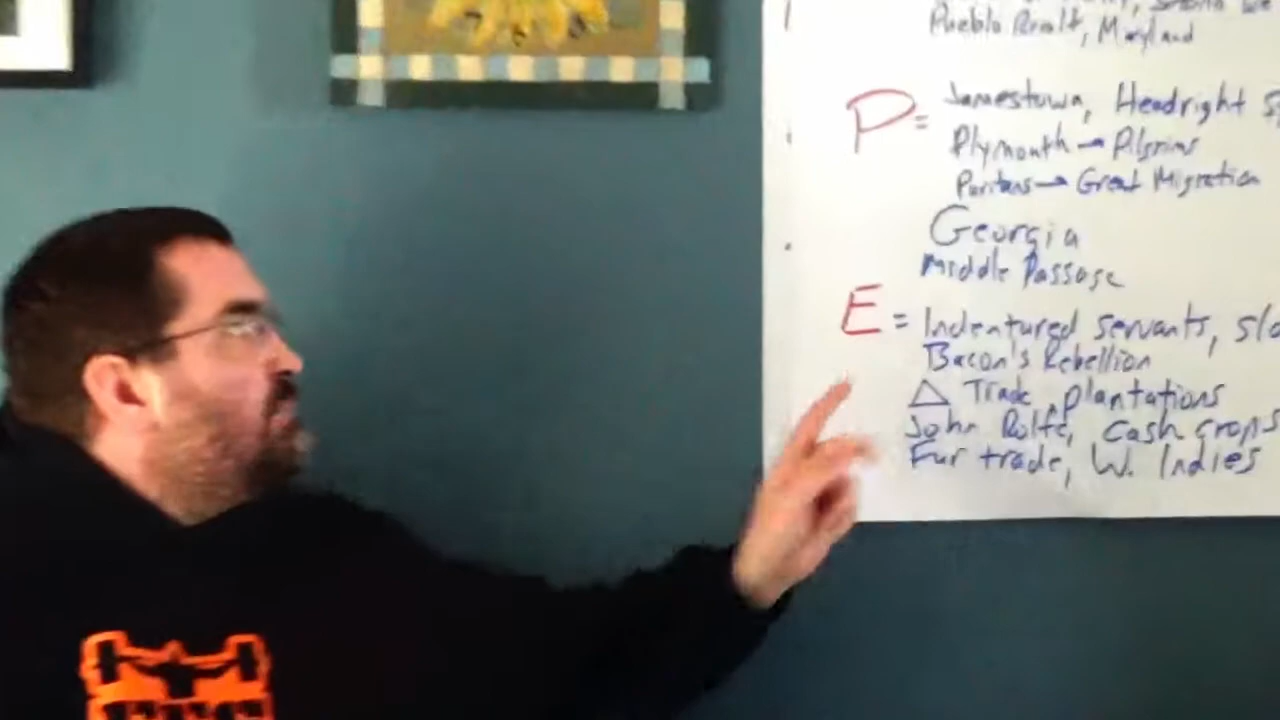 Pueblo Revolt, Maryland
P = Jamestown, Headright
Plymouth → Pilgrims
Puritans → Great Migration
Georgia
Middle Passage
E = Indentured servants,
Bacon's Rebellion
△ Trade, plantations
John Rolfe, Cash crops
Fur trade, W. Indies